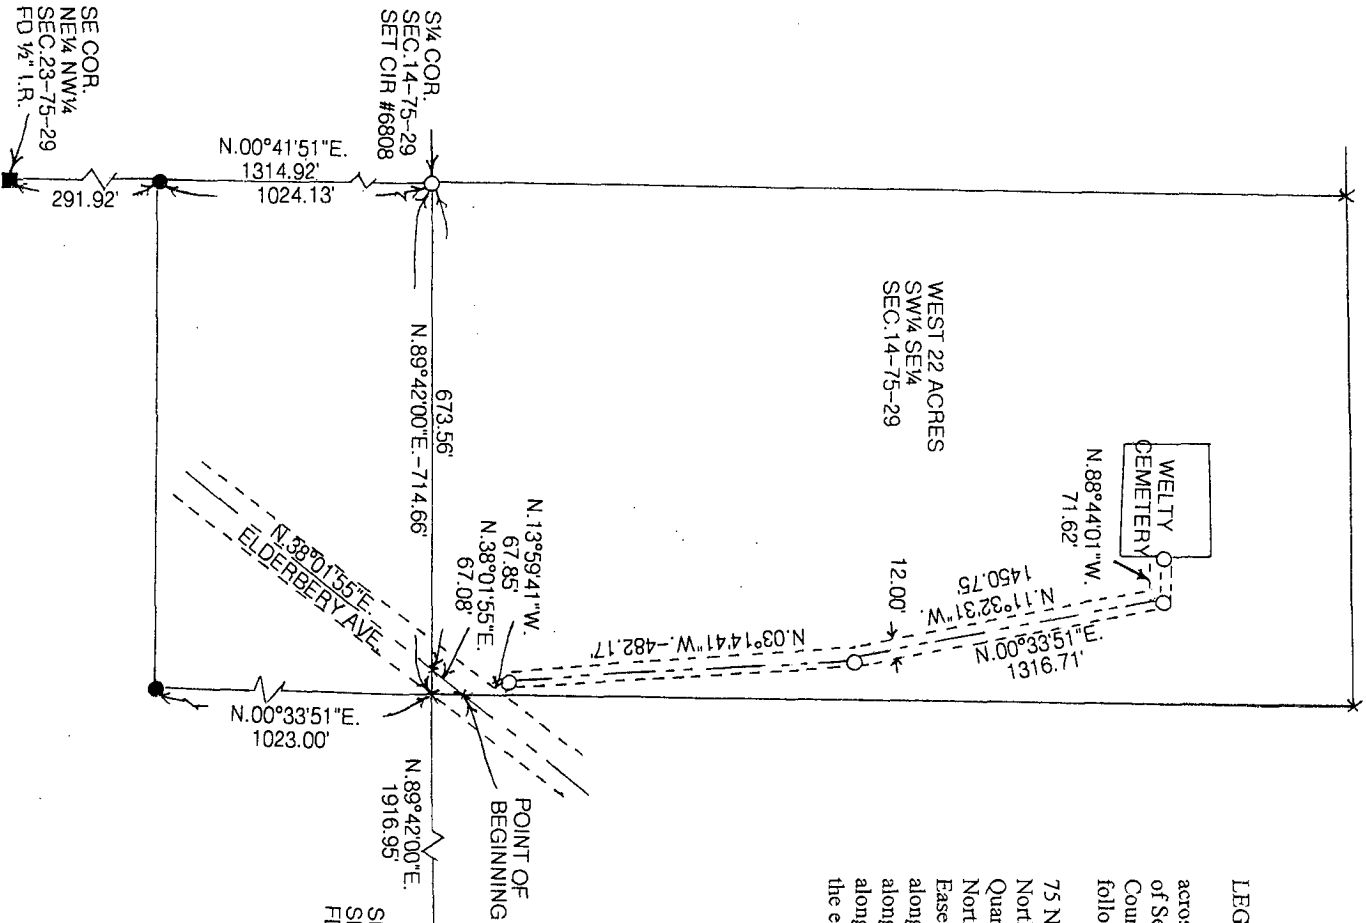 SE COR.
NE¼ NW¼
SEC.23-75-29
FD ½" I.R.
S¼ COR.
SEC.14-75-29
SET CIR #6808
N.00°41'51"E.
1314.92'
1024.13'
291.92'
673.56'
N.89°42'00"E.-714.66'
WEST 22 ACRES
SW¼ SE¼
SEC.14-75-29
WELTY
CEMETERY
N.88°44'01"W.
71.62'
N.11°32'31"W.
1450.75'
12.00'
N.00°33'51"E.
1316.71'
N.03°14'41"W.-482.17'
N.13°59'41"W.
67.85'
N.38°01'55"E.
67.08'
N.38°01'55"E.
ELDERBERY AVE.
N.00°33'51"E.
1023.00'
N.89°42'00"E.
1916.95'
POINT OF
BEGINNING
LEG
acros
of Se
Coun
follo
75 N
North
Quar
North
Ease
along
along
along
the e